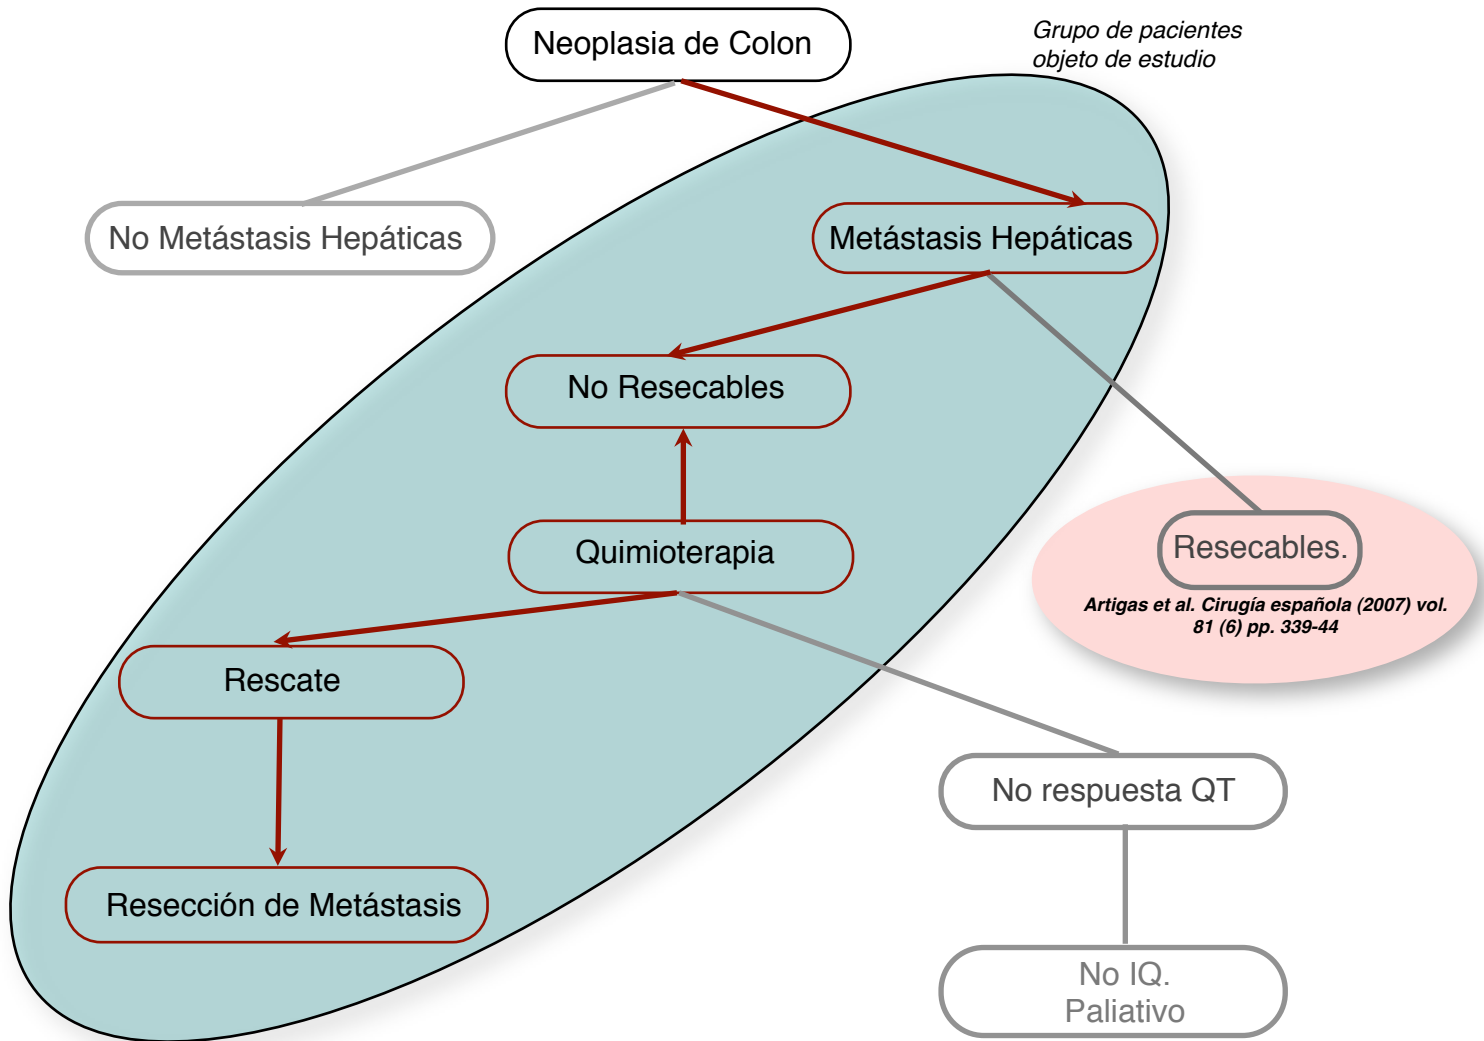 Neoplasia de Colon
Grupo de pacientes
objeto de estudio
No Metástasis Hepáticas
Metástasis Hepáticas
No Resecables
Quimioterapia
Resecables.
Artigas et al. Cirugía española (2007) vol.
81 (6) pp. 339-44
Rescate
No respuesta QT
Resección de Metástasis
No IQ.
Paliativo